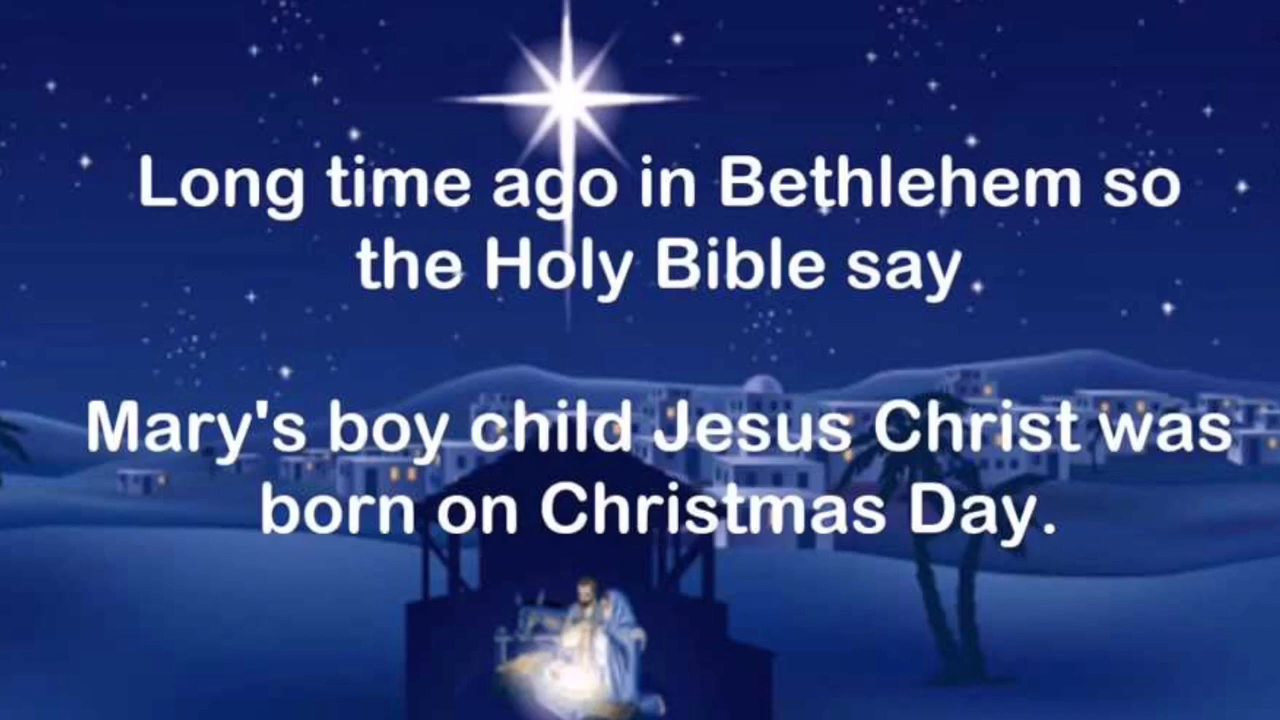 Long time ago in Bethlehem so
the Holy Bible say
Mary's boy child Jesus Christ was
born on Christmas Day.